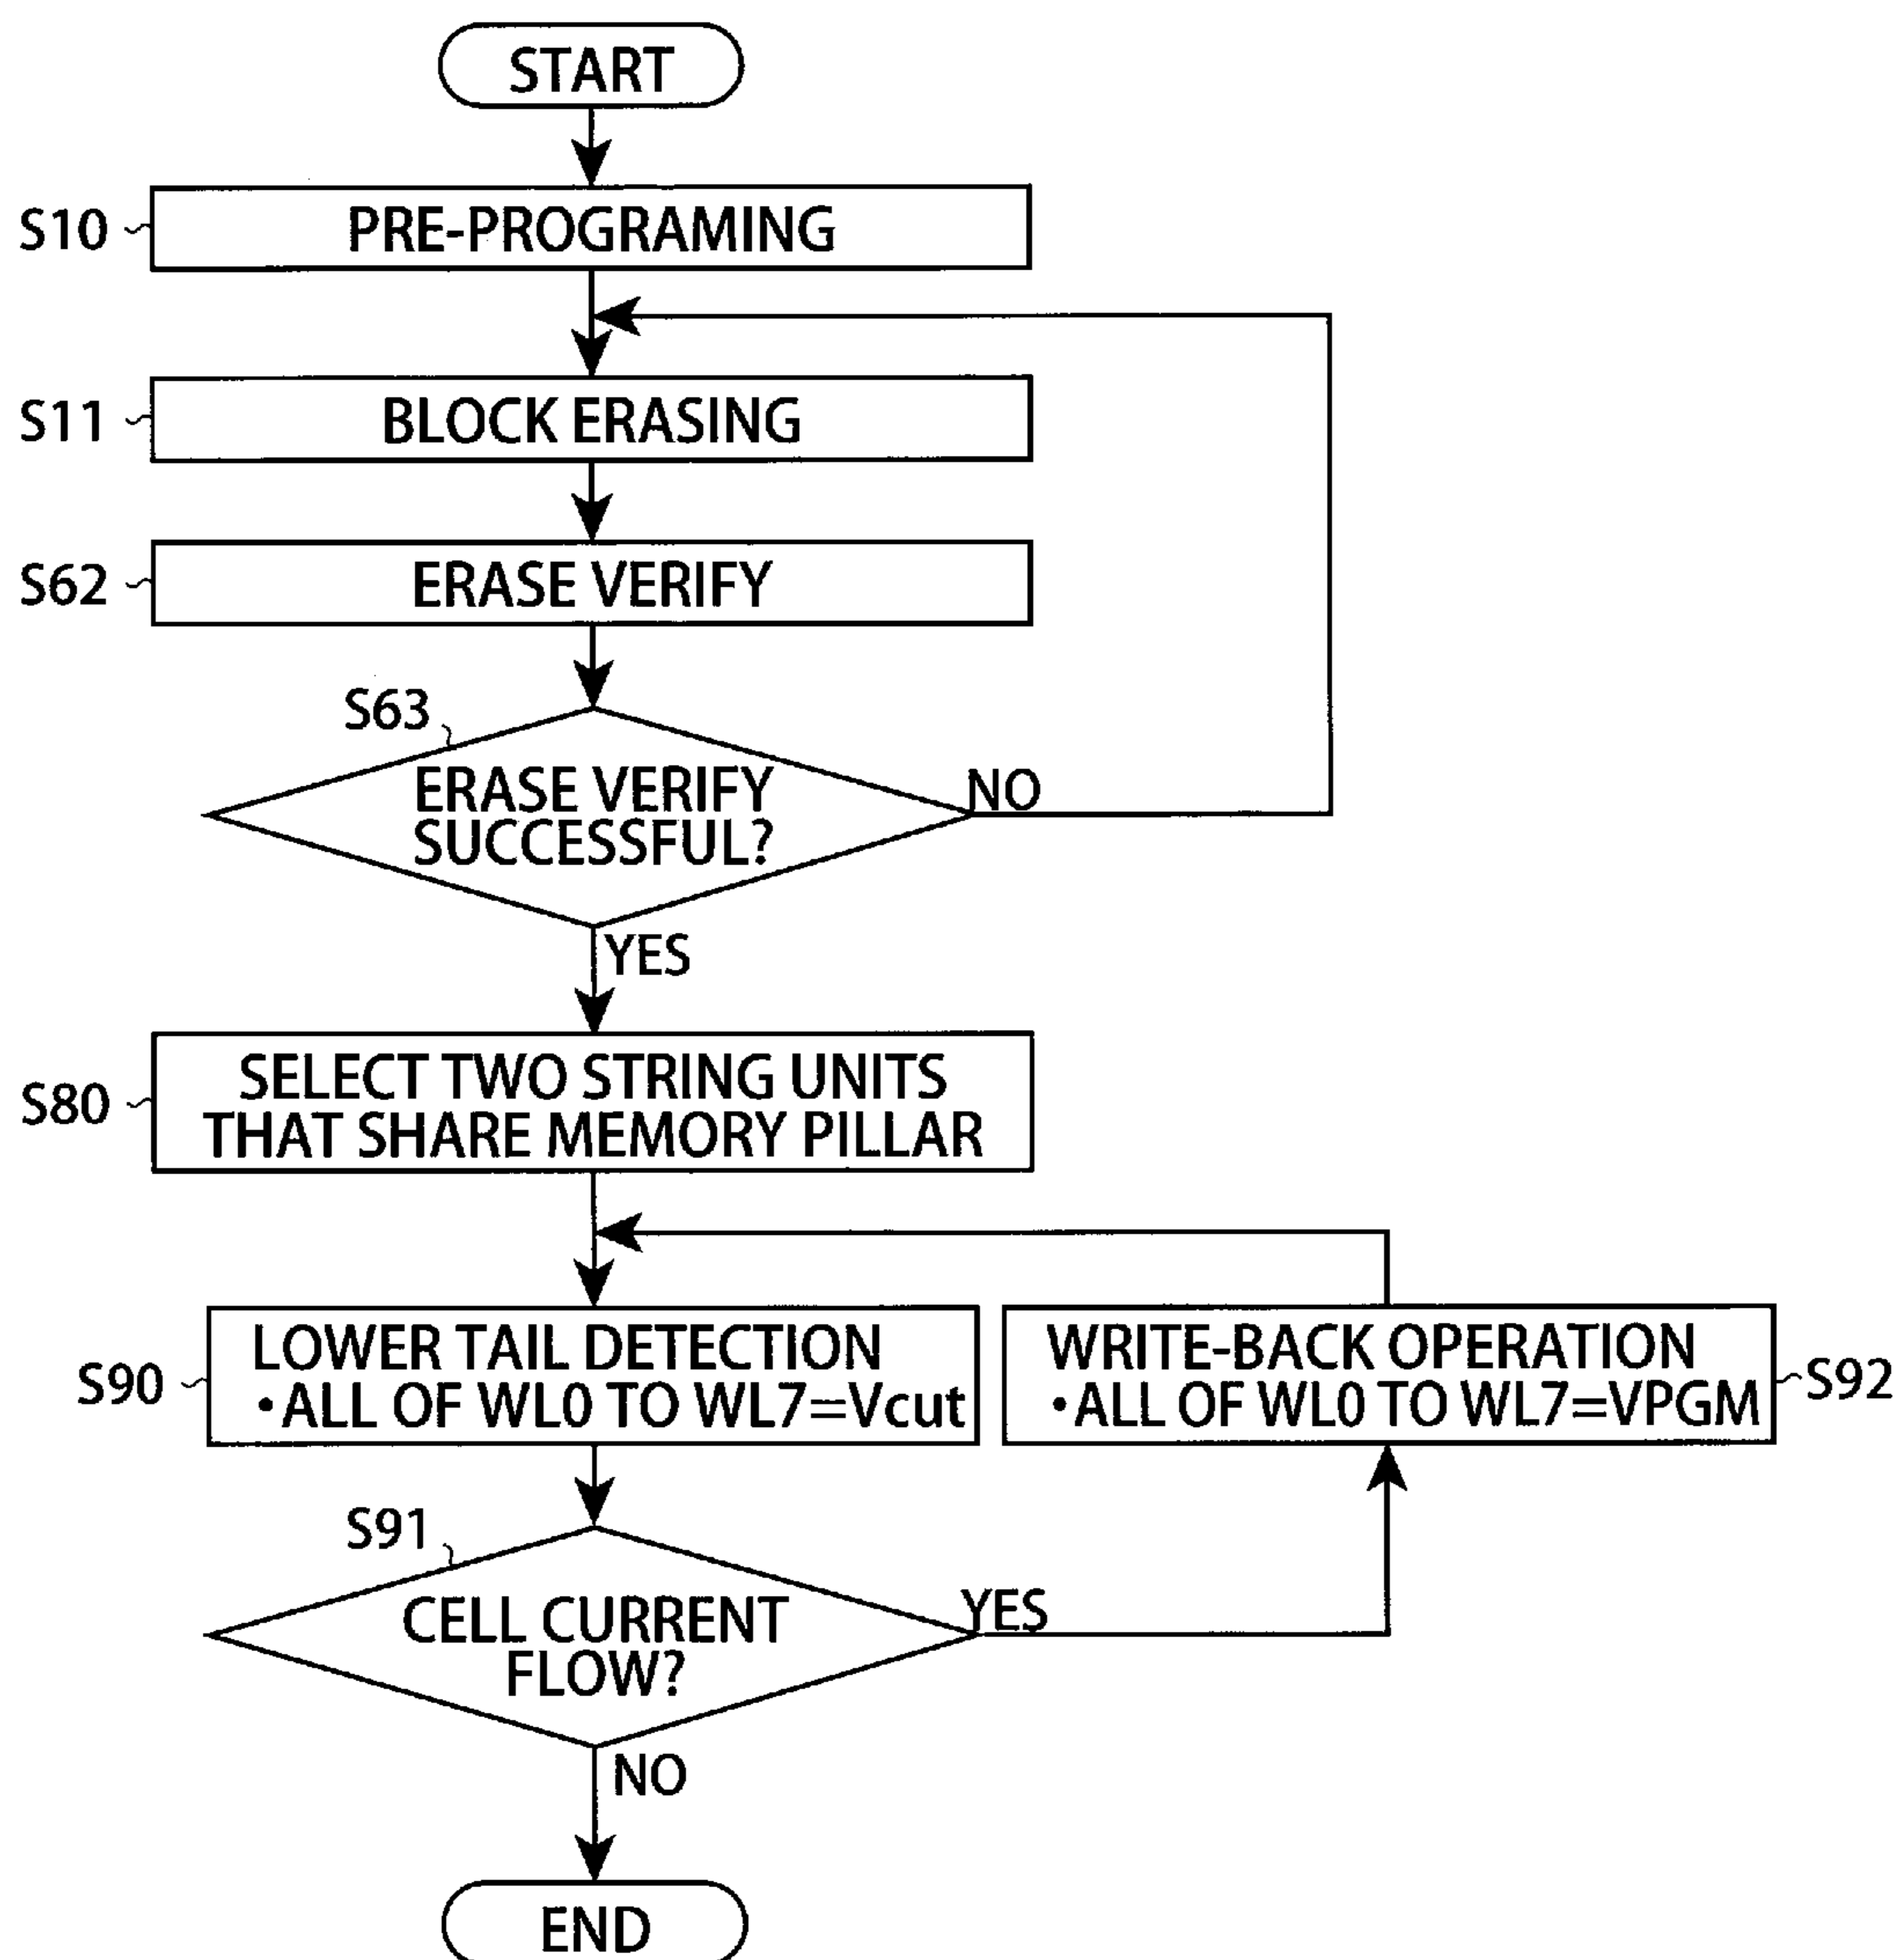 START
S10
PRE-PROGRAMING
S11
BLOCK ERASING
S62
ERASE VERIFY
S63
ERASE VERIFY
SUCCESSFUL?
NO
YES
S80
SELECT TWO STRING UNITS
THAT SHARE MEMORY PILLAR
S90
LOWER TAIL DETECTION
•ALL OF WL0 TO WL7=Vcut
WRITE-BACK OPERATION
•ALL OF WL0 TO WL7=VPGM
S92
S91
CELL CURRENT
FLOW?
YES
NO
END